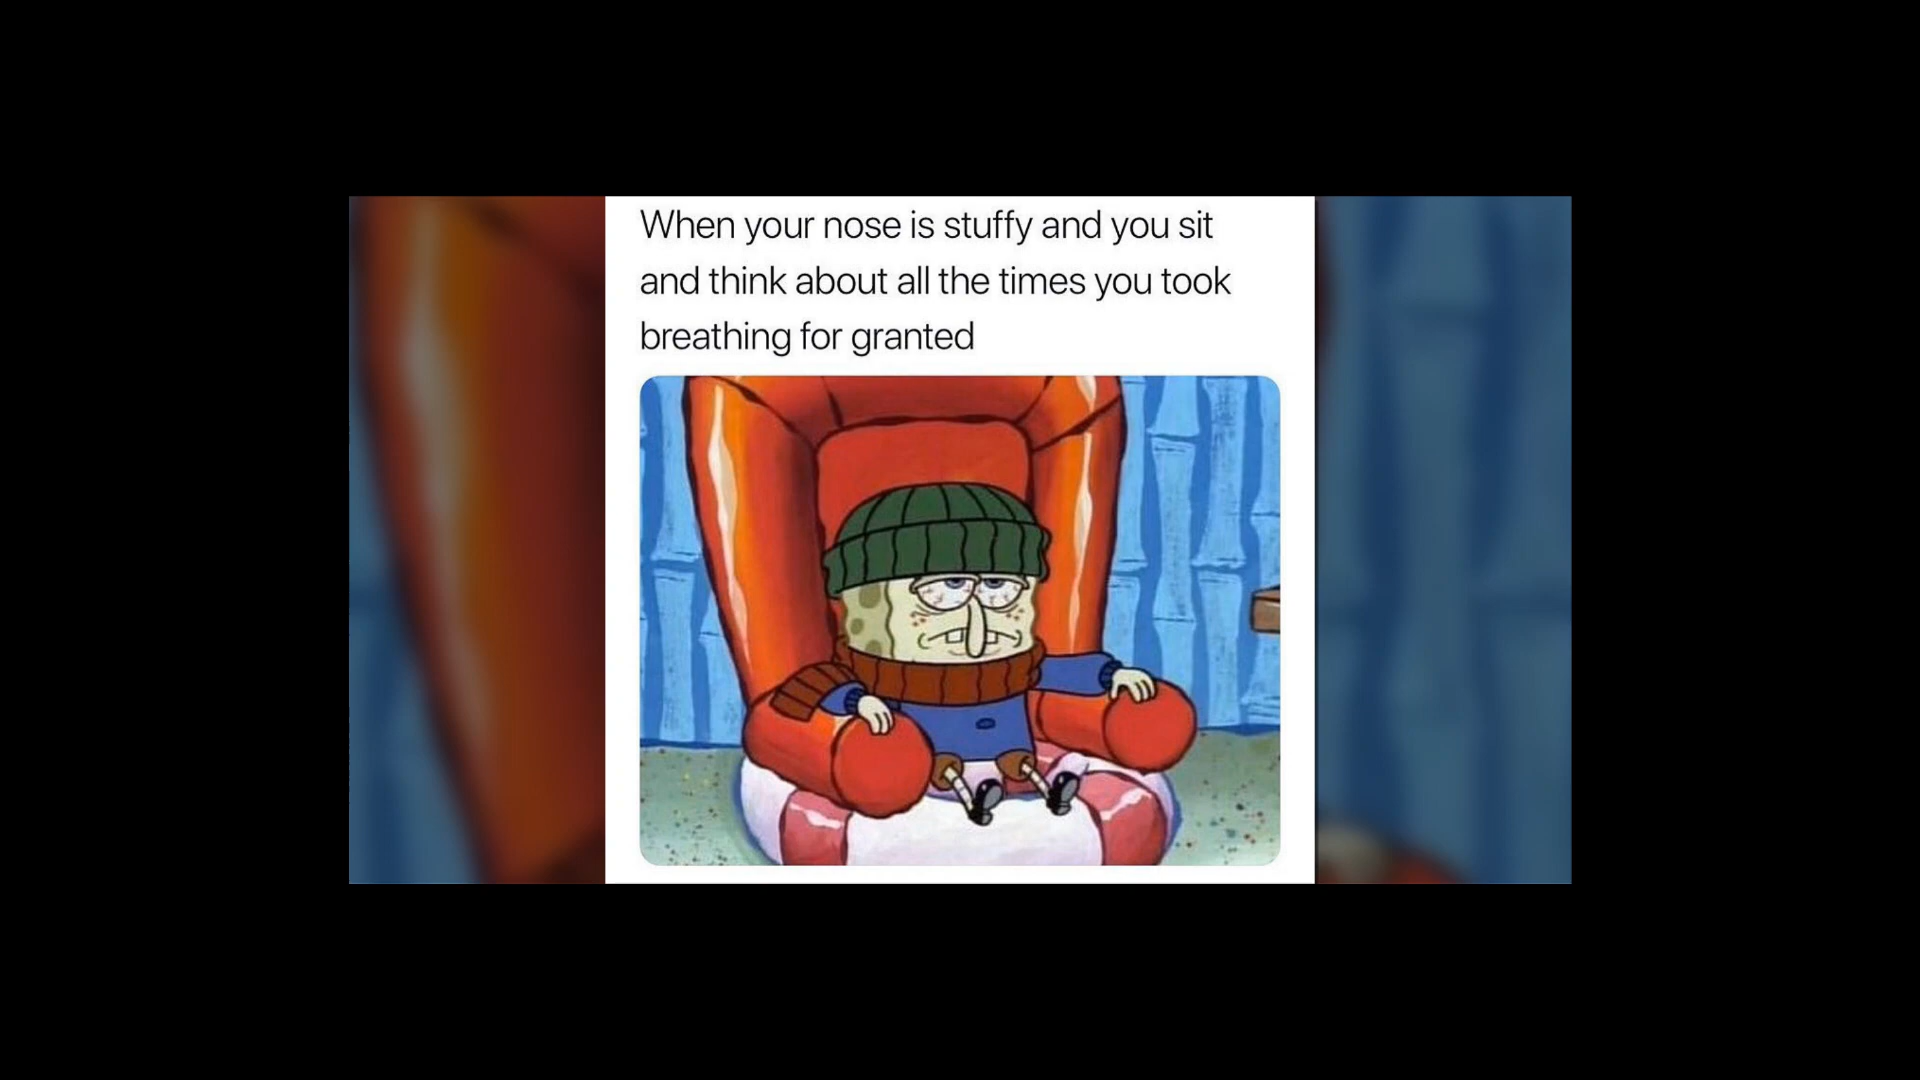 When your nose is stuffy and you sit
and think about all the times you took
breathing for granted